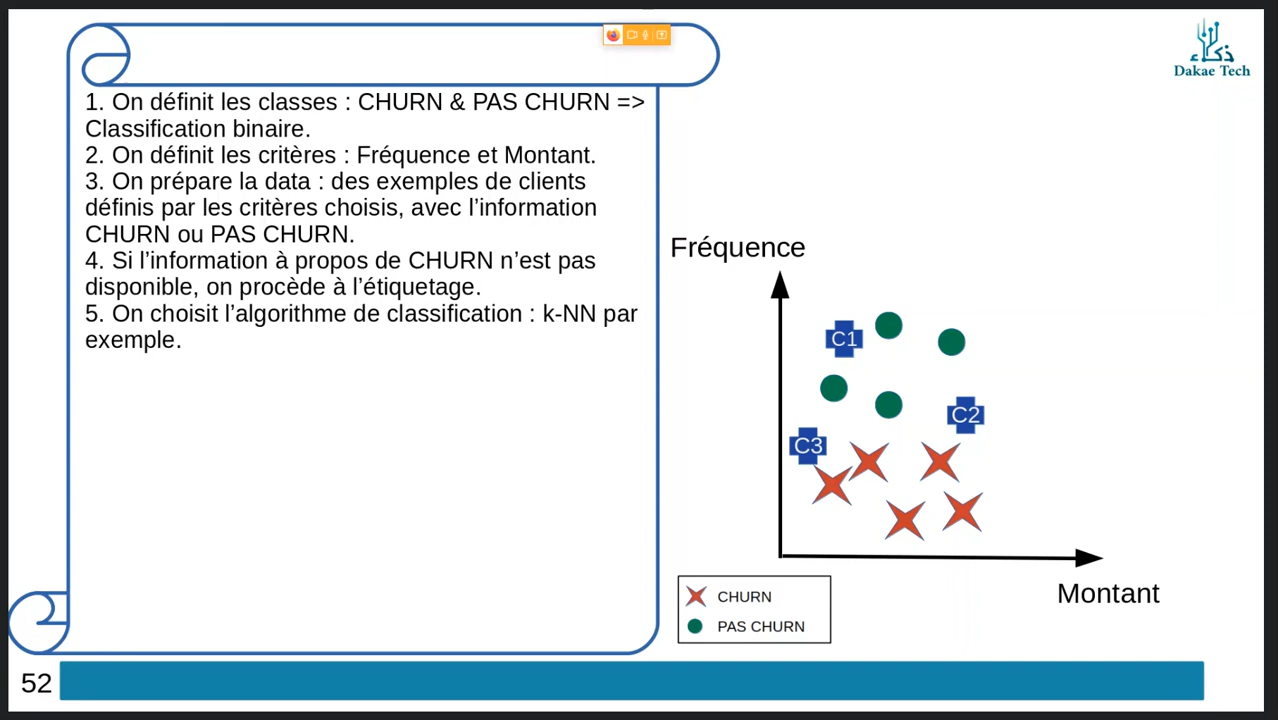 ذكاء
Dakae Tech
1. On définit les classes : CHURN & PAS CHURN =>
Classification binaire.
2. On définit les critères : Fréquence et Montant.
3. On prépare la data : des exemples de clients
définis par les critères choisis, avec l’information
CHURN ou PAS CHURN.
4. Si l’information à propos de CHURN n’est pas
disponible, on procède à l’étiquetage.
5. On choisit l’algorithme de classification : k-NN par
exemple.
Fréquence
C1
C2
C3
Montant
CHURN
PAS CHURN
52